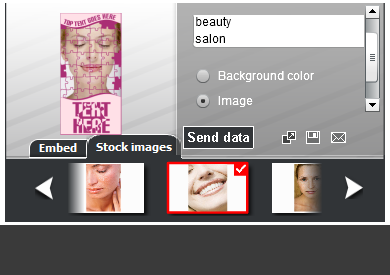 TOP TEXT GOES HERE
TEXT
HERE
beauty
salon
Background color
Image
Embed
Stock images
Send data